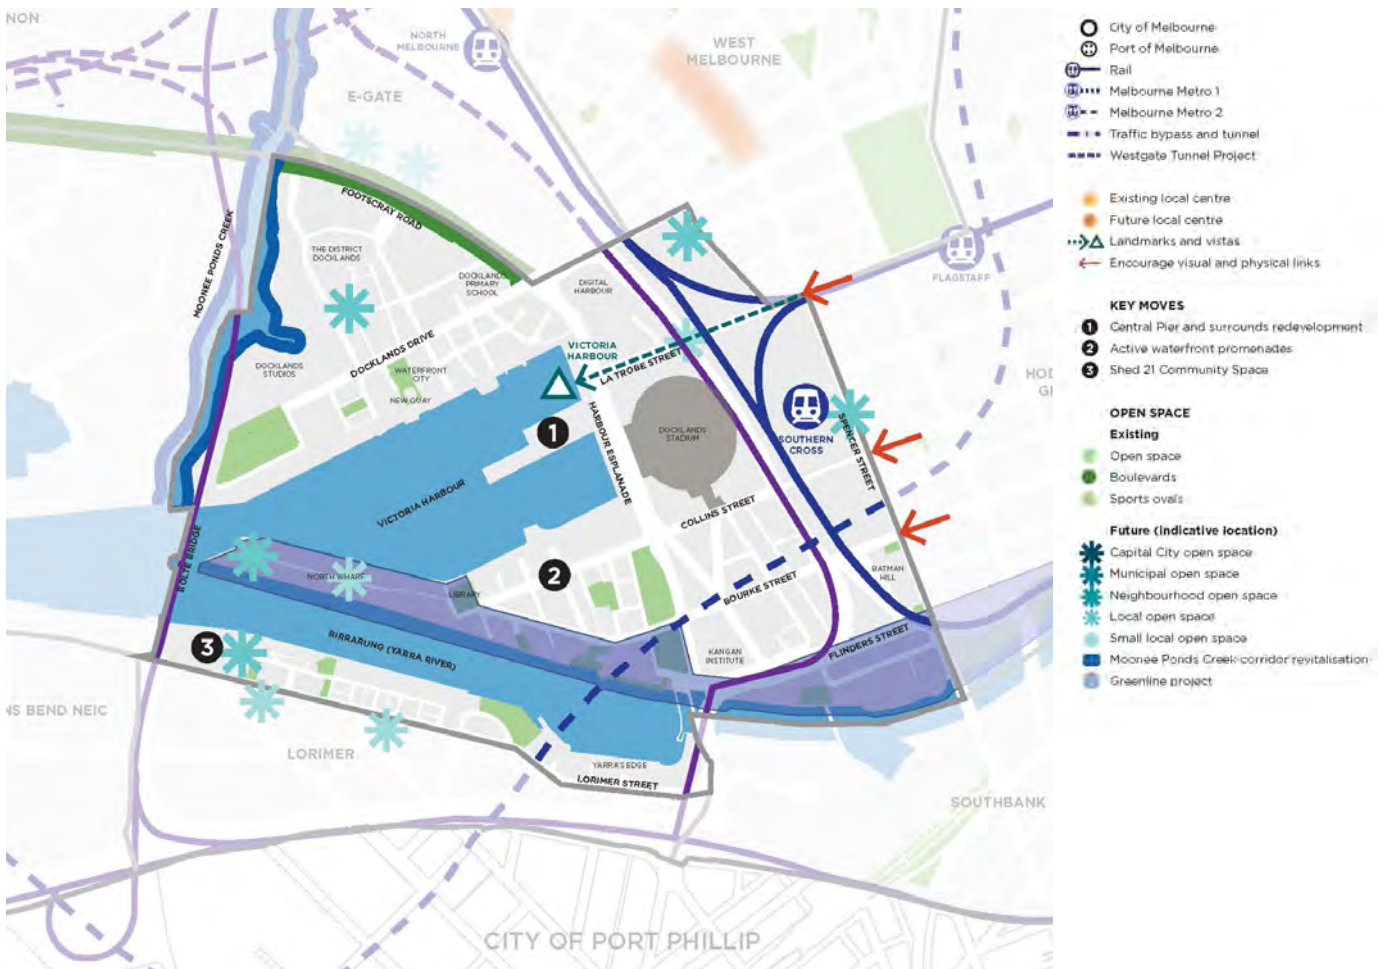 NON
NORTH
MELBOURNE
WEST
MELBOURNE
E-GATE
FOOTSCRAY ROAD
MOONEE PONDS CREEK
THE DISTRICT
DOCKLANDS
DOCKLANDS
PRIMARY
SCHOOL
DIGITAL
HARBOUR
FLAGSTAFF
DOCKLANDS DRIVE
VICTORIA
HARBOUR
LA TROBE STREET
DOCKLANDS
STUDIOS
WATERFRONT
CITY
NEW QUAY
HOD
GI
1
HARBOUR ESPLANADE
DOCKLANDS
STADIUM
SOUTHERN
CROSS
SPENCER STREET
VICTORIA HARBOUR
COLLINS STREET
BOLTE BRIDGE
NORTH WHARF
LIBRARY
2
BOURKE STREET
BATMAN
HILL
3
BIRRARUNG (YARRA RIVER)
KANGAN
INSTITUTE
FLINDERS STREET
NS BEND NEIC
LORIMER
YARRA'S EDGE
LORIMER STREET
SOUTHBANK
CITY OF PORT PHILLIP
City of Melbourne
Port of Melbourne
Rail
Melbourne Metro 1
Melbourne Metro 2
Traffic bypass and tunnel
Westgate Tunnel Project
Existing local centre
Future local centre
Landmarks and vistas
Encourage visual and physical links
KEY MOVES
1 Central Pier and surrounds redevelopment
2 Active waterfront promenades
3 Shed 21 Community Space
OPEN SPACE
Existing
Open space
Boulevards
Sports ovals
Future (indicative location)
Capital City open space
Municipal open space
Neighbourhood open space
Local open space
Small local open space
Moonee Ponds Creek corridor revitalisation
Greenline project